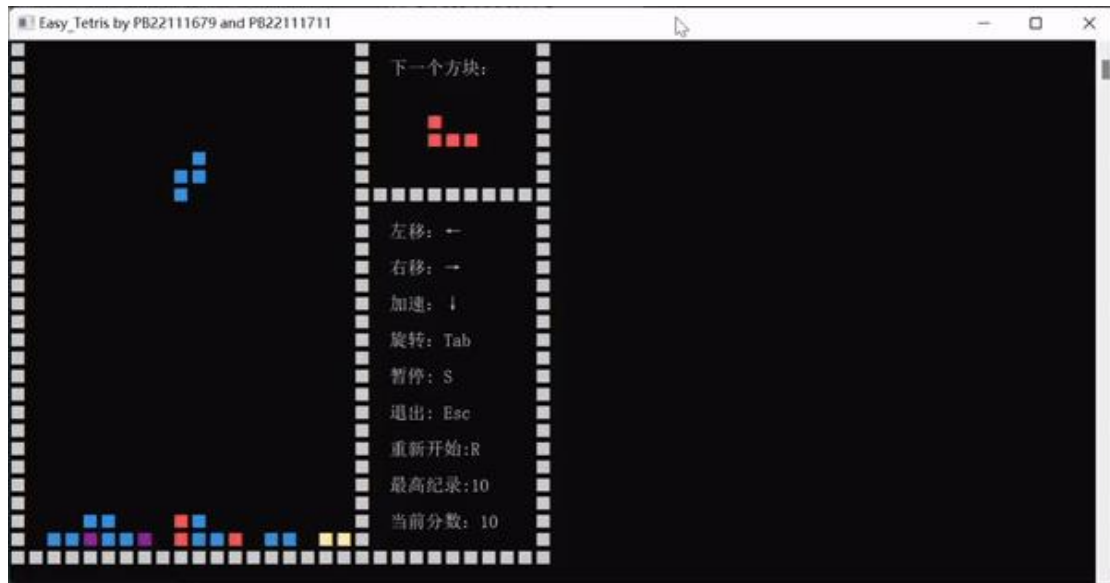 Easy_Tetris by PB22111679 and PB22111711
下一个方块：
左移：←
右移：→
加速：↓
旋转：Tab
暂停：S
退出：Esc
重新开始:R
最高纪录:10
当前分数：10